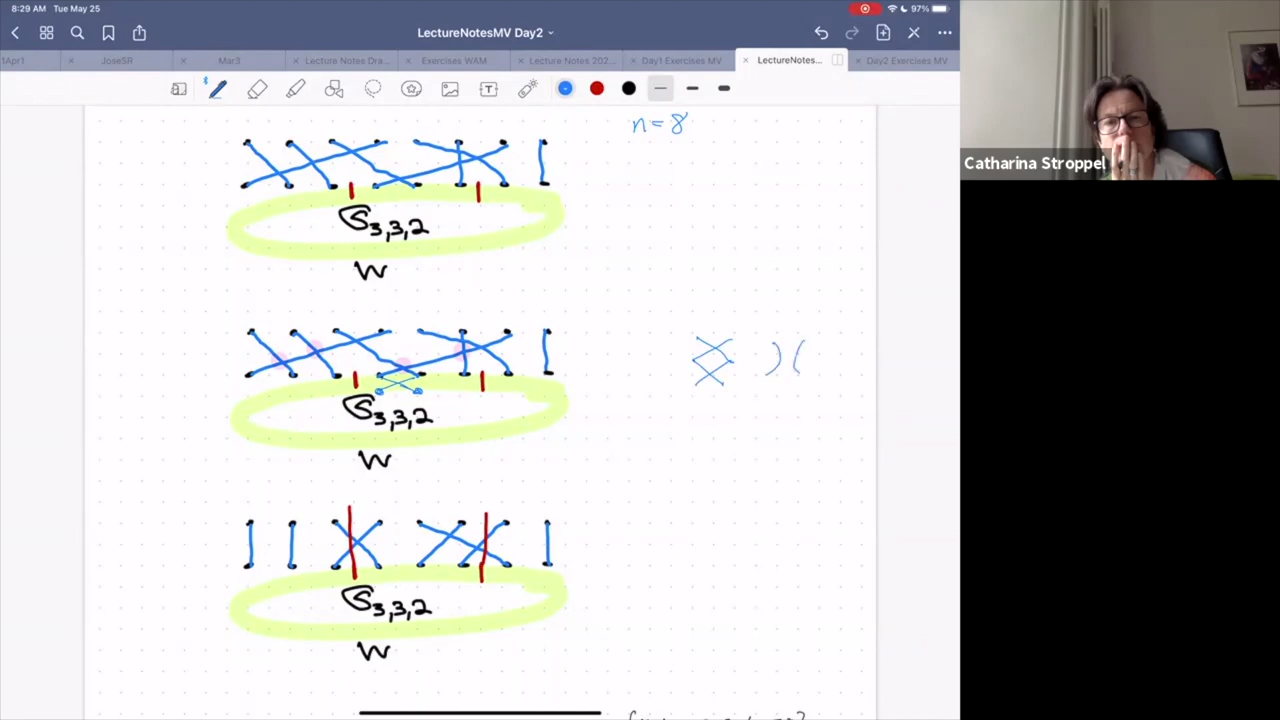 8:29 AM Tue May 25
97%
LectureNotesMV Day2
1Apr1
JoseSR
Mar3
Lecture Notes Dra...
Exercises WAM
Lecture Notes 202...
Day1 Exercises MV
LectureNotes...
Day2 Exercises MV
n=8
Catharina Stroppel
S3,3,2
W
S3,3,2
W
S3,3,2
W